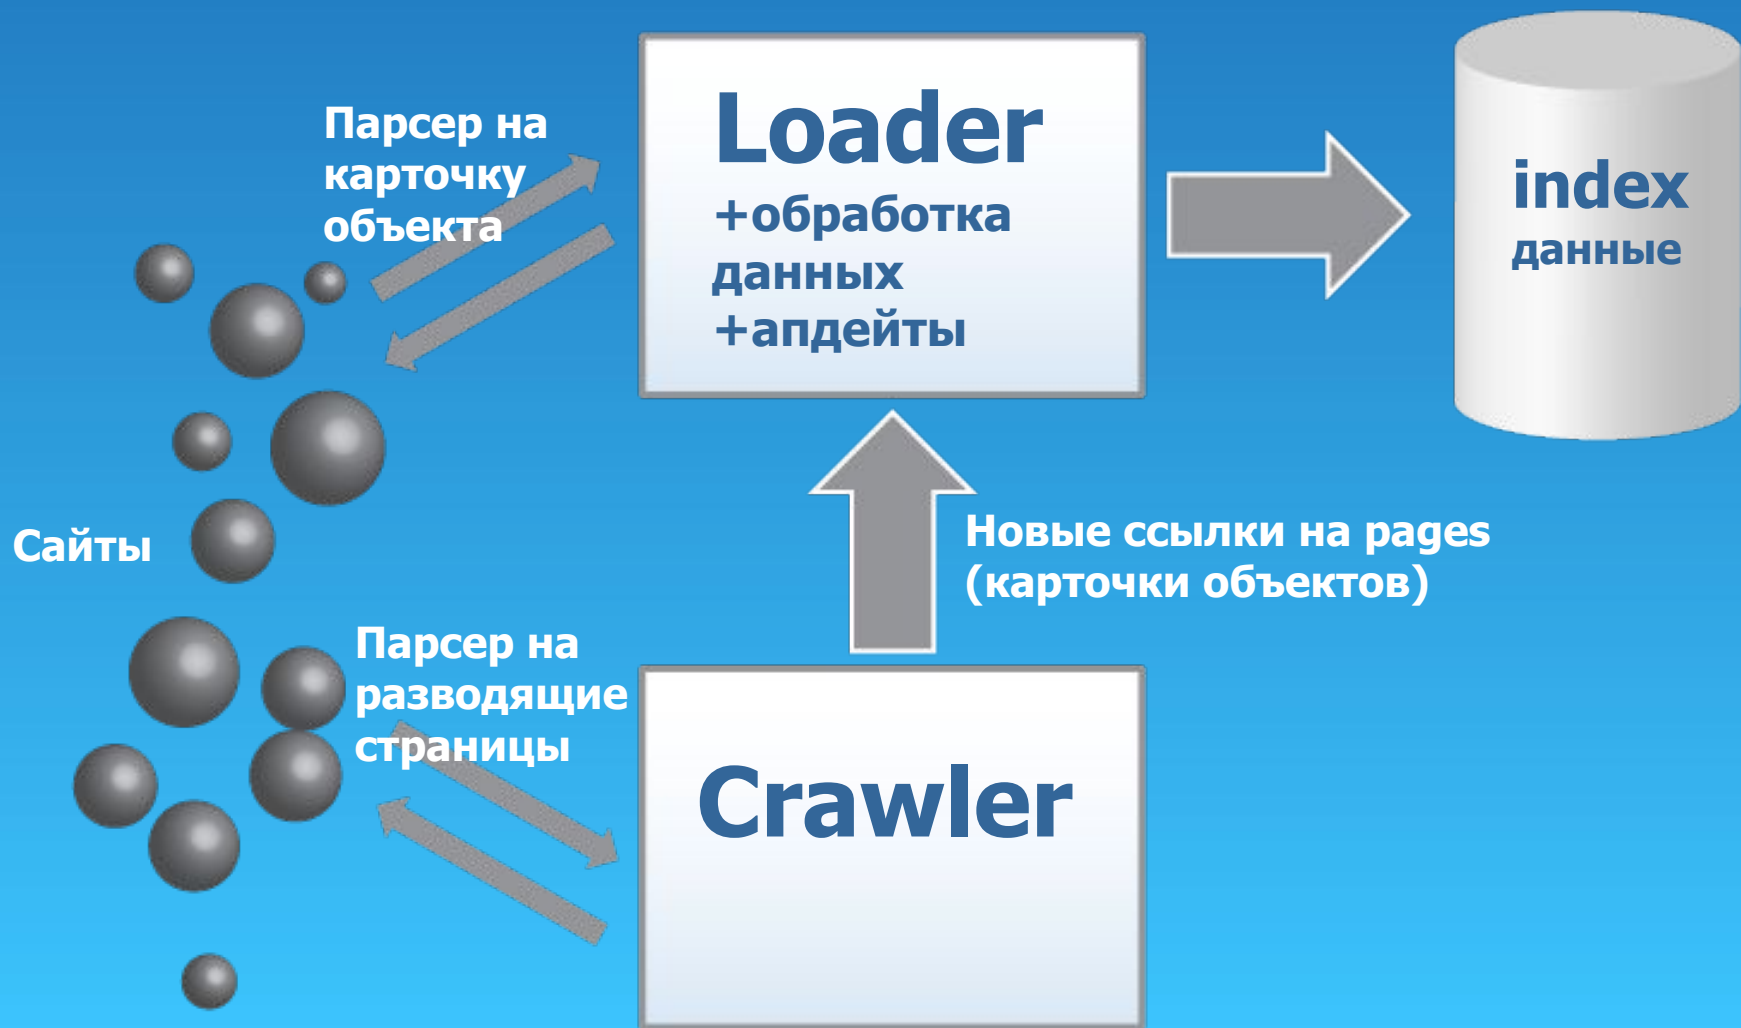 Парсер на
карточку
объекта
Loader
+обработка
данных
+апдейты
index
данные
Сайты
Новые ссылки на pages
(карточки объектов)
Парсер на
разводящие
страницы
Crawler